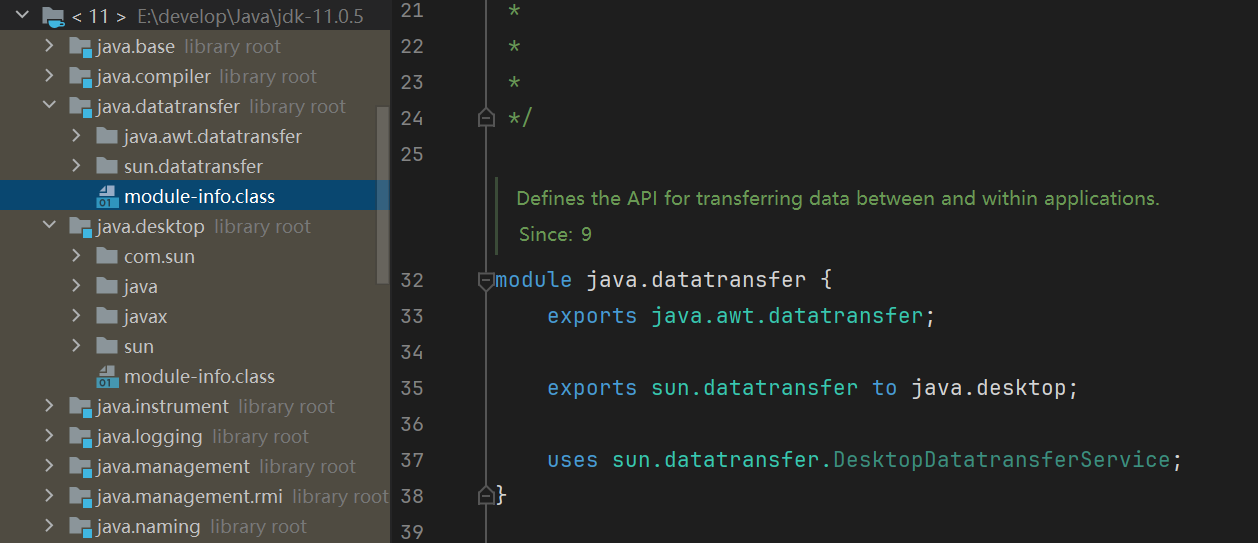 < 11 > E:\develop\Java\jdk-11.0.5
java.base library root
java.compiler library root
java.datatransfer library root
java.awt.datatransfer
sun.datatransfer
01 module-info.class
java.desktop library root
com.sun
java
javax
sun
01 module-info.class
java.instrument library root
java.logging library root
java.management library root
java.management.rmi library root
java.naming library root
21 *
22 *
23 *
24 */
25
Defines the API for transferring data between and within applications.
Since: 9
32 module java.datatransfer {
33 exports java.awt.datatransfer;
34
35 exports sun.datatransfer to java.desktop;
36
37 uses sun.datatransfer.DesktopDatatransferService;
38 }
39